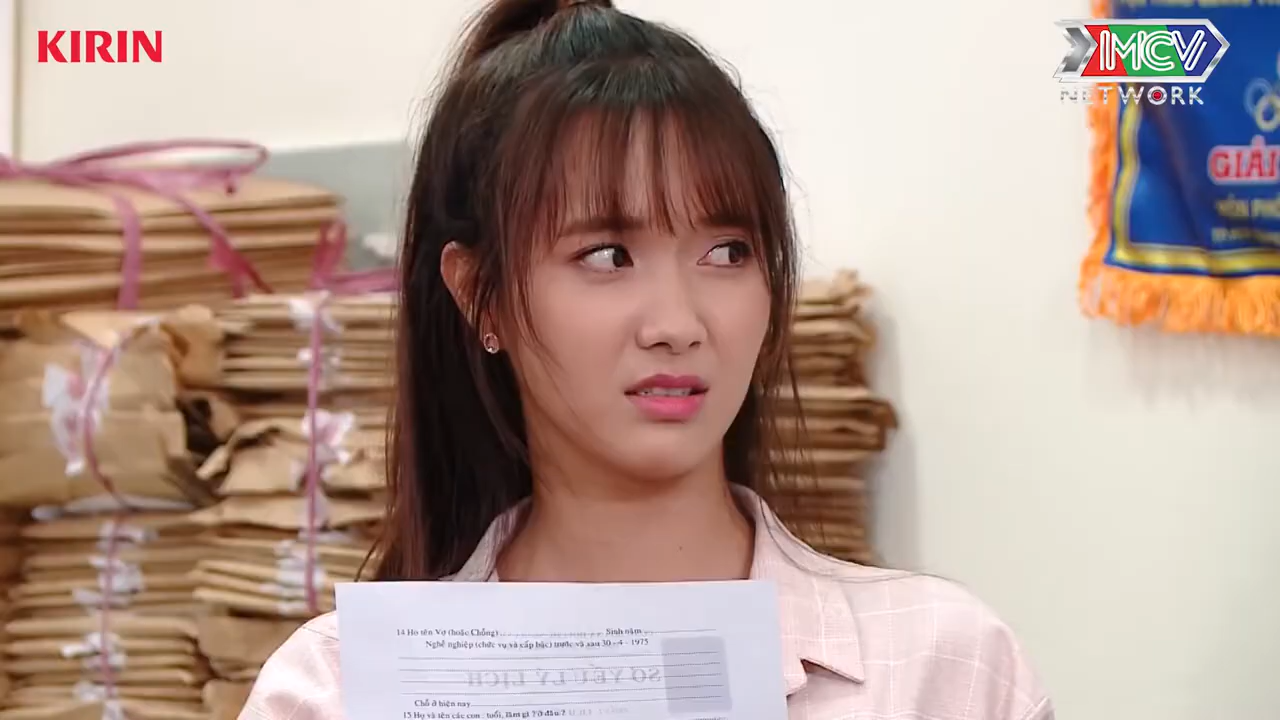 KIRIN
MCV
NETWORK
GIẢI
14 Họ tên Vợ (hoặc Chồng) Sinh năm
Nghề nghiệp (chức vụ và cấp bậc) trước và sau 30 - 4 - 1975
SƠ YẾU LÝ LỊCH
Chỗ ở hiện nay
15 Họ và tên các con : tuổi, làm gì ? ở đâu ?